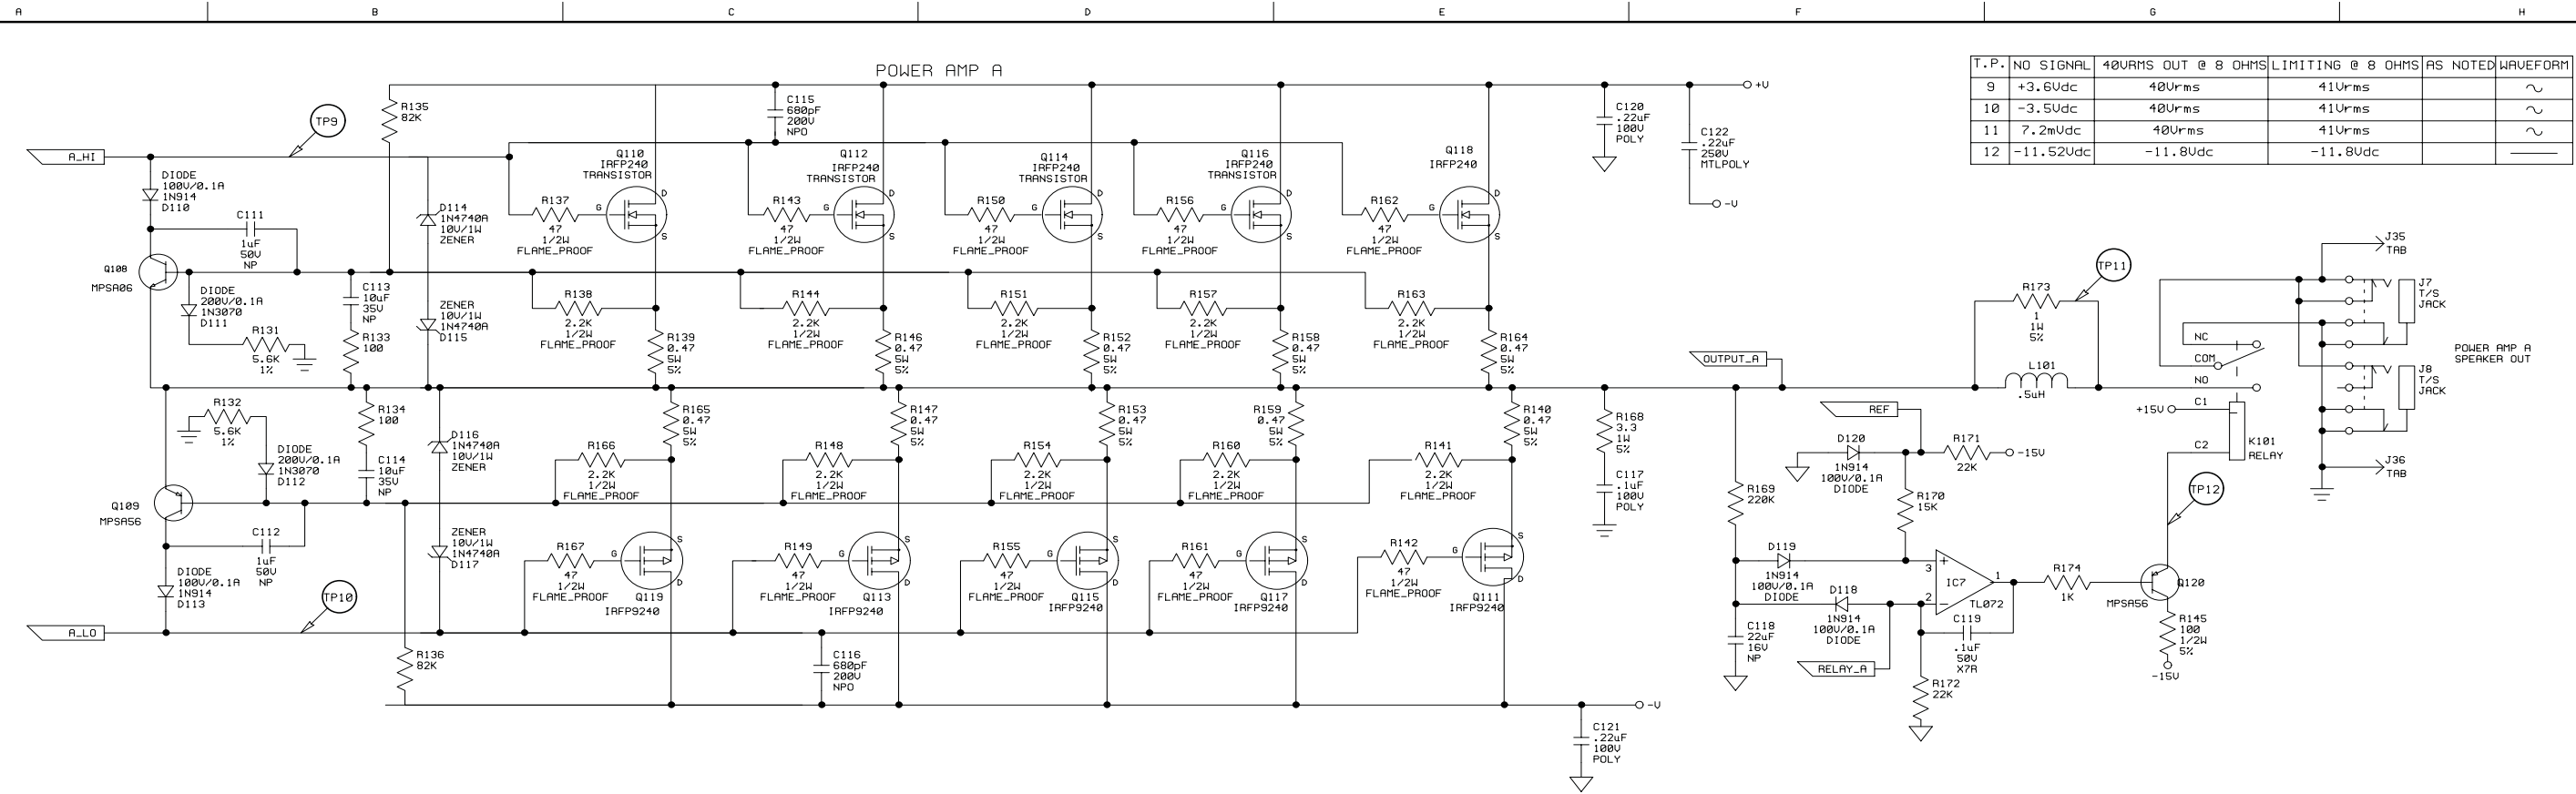 A B C D E F G H
POWER AMP A
T.P. NO SIGNAL 40VRMS OUT @ 8 OHMS LIMITING @ 8 OHMS AS NOTED WAVEFORM
9 +3.6Vdc 40Vrms 41Vrms
10 -3.5Vdc 40Vrms 41Vrms
11 7.2mVdc 40Vrms 41Vrms
12 -11.52Vdc -11.8Vdc -11.8Vdc
A_HI
TP9
DIODE
100V/0.1A
1N914
D110
C111
1uF
50V
NP
Q108
MPSA06
DIODE
200V/0.1A
1N3070
D111
R131
5.6K
1%
R135
82K
C113
10uF
35V
NP
R133
100
D114
1N4740A
10V/1W
ZENER
ZENER
10V/1W
1N4740A
D115
C115
680pF
200V
NPO
Q110
IRFP240
TRANSISTOR
R137
47
1/2W
FLAME_PROOF
G
D
S
R138
2.2K
1/2W
FLAME_PROOF
R139
0.47
5W
5%
Q112
IRFP240
TRANSISTOR
R143
47
1/2W
FLAME_PROOF
G
D
S
R144
2.2K
1/2W
FLAME_PROOF
R146
0.47
5W
5%
Q114
IRFP240
TRANSISTOR
R150
47
1/2W
FLAME_PROOF
G
D
S
R151
2.2K
1/2W
FLAME_PROOF
R152
0.47
5W
5%
Q116
IRFP240
TRANSISTOR
R156
47
1/2W
FLAME_PROOF
G
D
S
R157
2.2K
1/2W
FLAME_PROOF
R158
0.47
5W
5%
Q118
IRFP240
R162
47
1/2W
FLAME_PROOF
G
D
S
R163
2.2K
1/2W
FLAME_PROOF
R164
0.47
5W
5%
C120
.22uF
100V
POLY
+V
C122
.22uF
250V
MTLPOLY
-V
R132
5.6K
1%
DIODE
200V/0.1A
1N3070
D112
R134
100
C114
10uF
35V
NP
Q109
MPSA56
C112
1uF
50V
NP
DIODE
100V/0.1A
1N914
D113
A_LO
TP10
R136
82K
D116
1N4740A
10V/1W
ZENER
ZENER
10V/1W
1N4740A
D117
R165
0.47
5W
5%
R166
2.2K
1/2W
FLAME_PROOF
R167
47
1/2W
FLAME_PROOF
G
S
D
Q119
IRFP9240
R147
0.47
5W
5%
R148
2.2K
1/2W
FLAME_PROOF
R149
47
1/2W
FLAME_PROOF
G
S
D
Q113
IRFP9240
C116
680pF
200V
NPO
R153
0.47
5W
5%
R154
2.2K
1/2W
FLAME_PROOF
R155
47
1/2W
FLAME_PROOF
G
S
D
Q115
IRFP9240
R159
0.47
5W
5%
R160
2.2K
1/2W
FLAME_PROOF
R161
47
1/2W
FLAME_PROOF
G
S
D
Q117
IRFP9240
R140
0.47
5W
5%
R141
2.2K
1/2W
FLAME_PROOF
R142
47
1/2W
FLAME_PROOF
G
S
D
Q111
IRFP9240
R168
3.3
1W
5%
C117
.1uF
100V
POLY
-V
C121
.22uF
100V
POLY
OUTPUT_A
REF
D120
1N914
100V/0.1A
DIODE
R171
22K
-15V
R169
220K
R170
15K
D119
1N914
100V/0.1A
DIODE
D118
1N914
100V/0.1A
DIODE
C118
22uF
16V
NP
RELAY_A
3
+
2
-
1
IC7
TL072
C119
.1uF
50V
X7R
R172
22K
R174
1K
Q120
MPSA56
R145
100
1/2W
5%
-15V
TP12
TP11
R173
1
1W
5%
L101
.5uH
NC
COM
NO
+15V
C1
C2
K101
RELAY
J35
TAB
J7
T/S
JACK
J8
T/S
JACK
J36
TAB
POWER AMP A
SPEAKER OUT